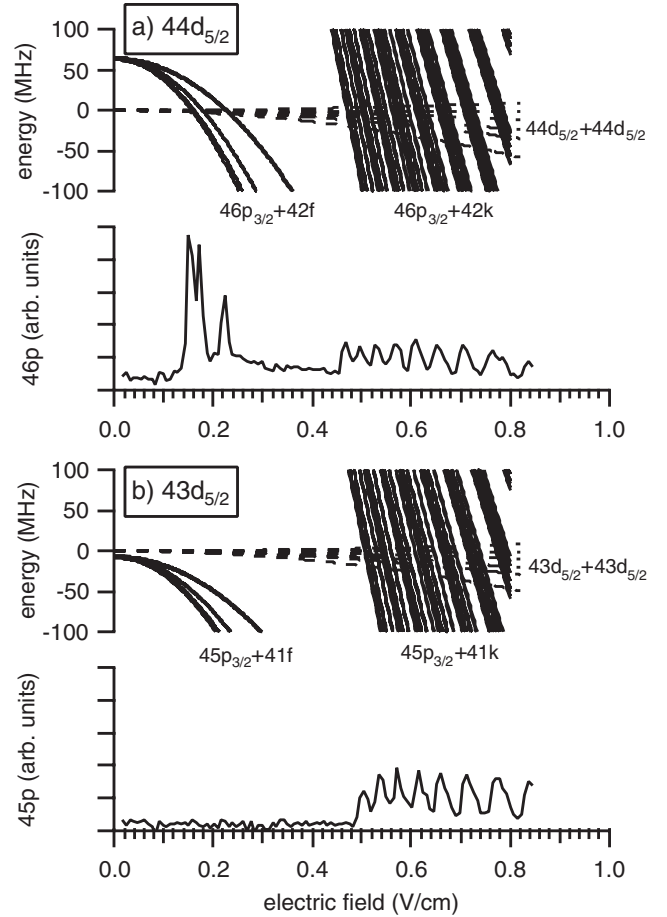 a) 44d5/2
energy (MHz)
100
50
0
-50
-100
44d5/2+44d5/2
46p3/2+42f
46p3/2+42k
46p (arb. units)
0.0 0.2 0.4 0.6 0.8 1.0
b) 43d5/2
energy (MHz)
100
50
0
-50
-100
43d5/2+43d5/2
45p3/2+41f
45p3/2+41k
45p (arb. units)
0.0 0.2 0.4 0.6 0.8 1.0
electric field (V/cm)